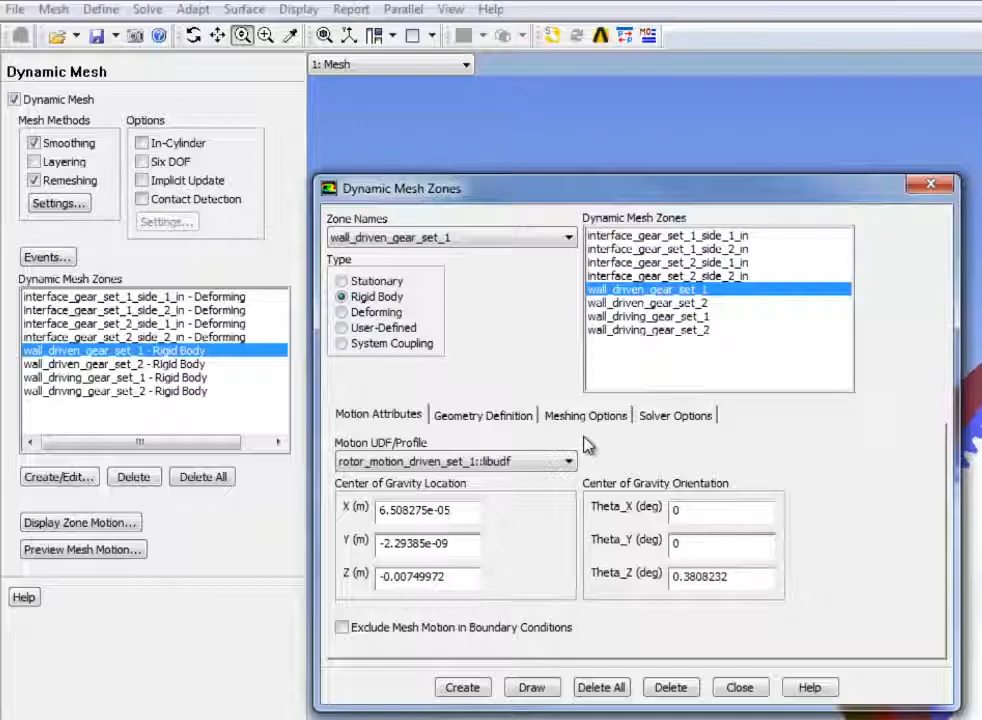 File Mesh Define Solve Adapt Surface Display Report Parallel View Help
Dynamic Mesh
1: Mesh
Dynamic Mesh
Mesh Methods
Smoothing
Layering
Remeshing
Settings...
Options
In-Cylinder
Six DOF
Implicit Update
Contact Detection
Settings...
Events...
Dynamic Mesh Zones
interface_gear_set_1_side_1_in - Deforming
interface_gear_set_1_side_2_in - Deforming
interface_gear_set_2_side_1_in - Deforming
interface_gear_set_2_side_2_in - Deforming
wall_driven_gear_set_1 - Rigid Body
wall_driven_gear_set_2 - Rigid Body
wall_driving_gear_set_1 - Rigid Body
wall_driving_gear_set_2 - Rigid Body
Create/Edit... Delete Delete All
Display Zone Motion...
Preview Mesh Motion...
Help
Dynamic Mesh Zones
Zone Names
wall_driven_gear_set_1
Type
Stationary
Rigid Body
Deforming
User-Defined
System Coupling
Dynamic Mesh Zones
interface_gear_set_1_side_1_in
interface_gear_set_1_side_2_in
interface_gear_set_2_side_1_in
interface_gear_set_2_side_2_in
wall_driven_gear_set_1
wall_driven_gear_set_2
wall_driving_gear_set_1
wall_driving_gear_set_2
Motion Attributes Geometry Definition Meshing Options Solver Options
Motion UDF/Profile
rotor_motion_driven_set_1::libudf
Center of Gravity Location
X (m) 6.508275e-05
Y (m) -2.29385e-09
Z (m) -0.00749972
Center of Gravity Orientation
Theta_X (deg) 0
Theta_Y (deg) 0
Theta_Z (deg) 0.3808232
Exclude Mesh Motion in Boundary Conditions
Create Draw Delete All Delete Close Help